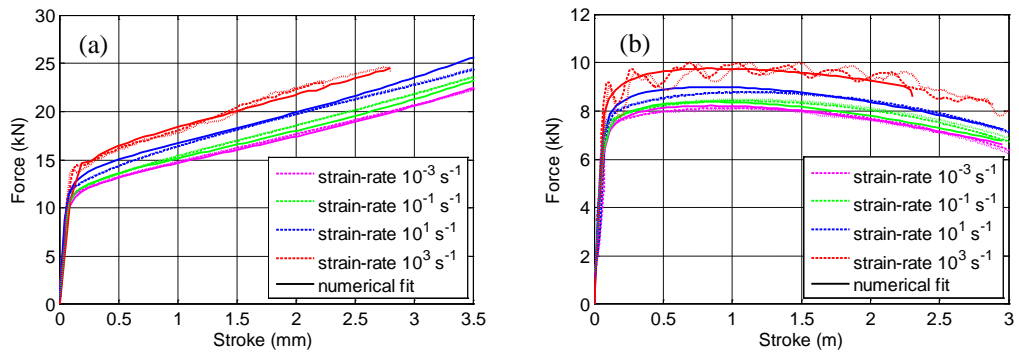 (a)
30
25
20
15
10
5
0
Force (kN)
0 0.5 1 1.5 2 2.5 3 3.5
Stroke (mm)
strain-rate 10⁻³ s⁻¹
strain-rate 10⁻¹ s⁻¹
strain-rate 10¹ s⁻¹
strain-rate 10³ s⁻¹
numerical fit
(b)
12
10
8
6
4
2
0
Force (kN)
0 0.5 1 1.5 2 2.5 3
Stroke (m)
strain-rate 10⁻³ s⁻¹
strain-rate 10⁻¹ s⁻¹
strain-rate 10¹ s⁻¹
strain-rate 10³ s⁻¹
numerical fit